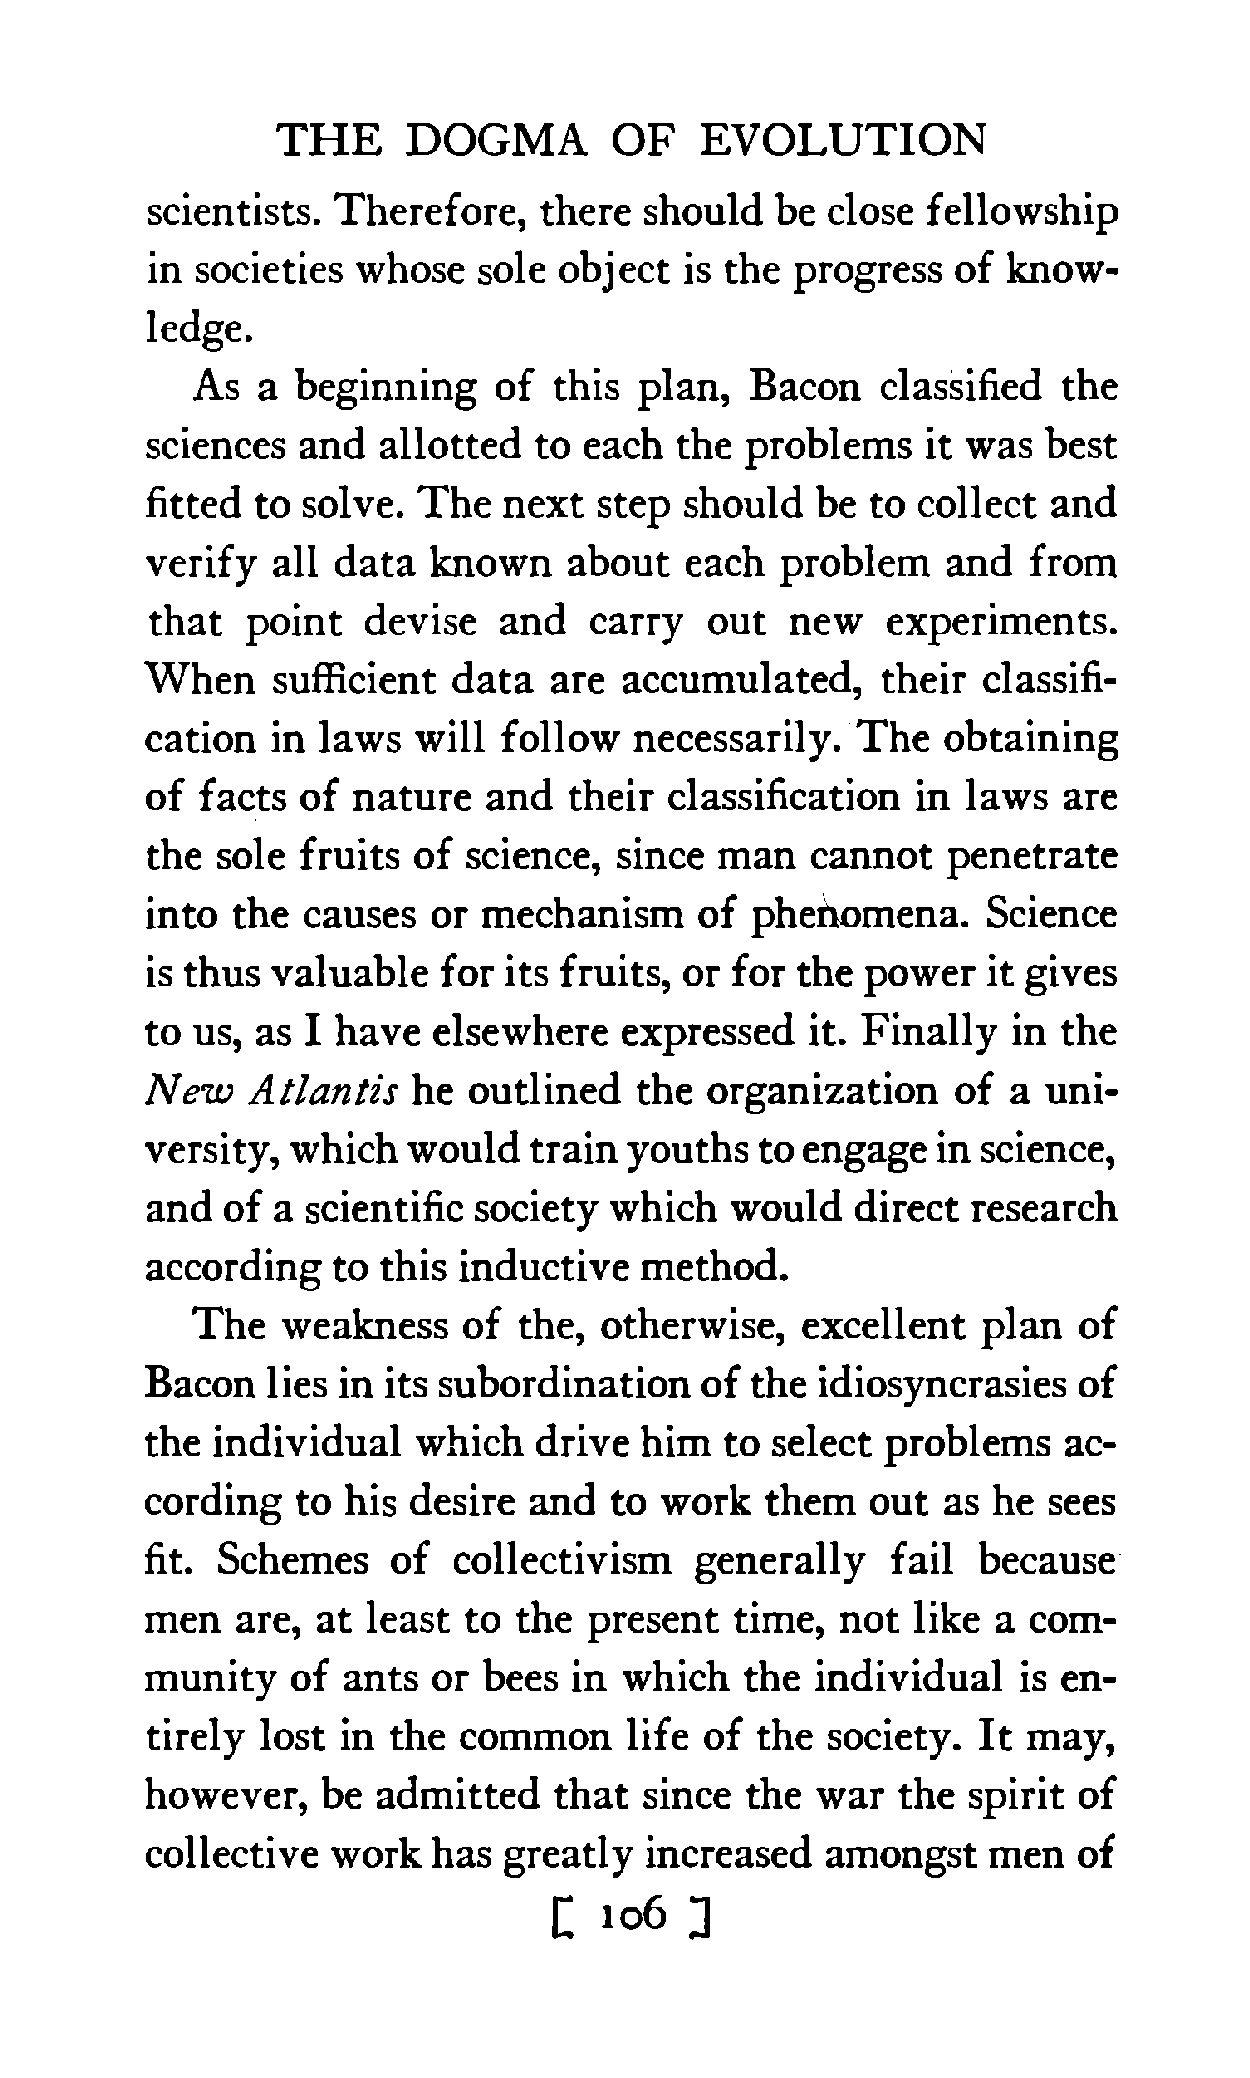 THE DOGMA OF EVOLUTION
scientists. Therefore, there should be close fellowship
in societies whose sole object is the progress of know-
ledge.
As a beginning of this plan, Bacon classified the
sciences and allotted to each the problems it was best
fitted to solve. The next step should be to collect and
verify all data known about each problem and from
that point devise and carry out new experiments.
When sufficient data are accumulated, their classifi-
cation in laws will follow necessarily. The obtaining
of facts of nature and their classification in laws are
the sole fruits of science, since man cannot penetrate
into the causes or mechanism of phenomena. Science
is thus valuable for its fruits, or for the power it gives
to us, as I have elsewhere expressed it. Finally in the
New Atlantis he outlined the organization of a uni-
versity, which would train youths to engage in science,
and of a scientific society which would direct research
according to this inductive method.
The weakness of the, otherwise, excellent plan of
Bacon lies in its subordination of the idiosyncrasies of
the individual which drive him to select problems ac-
cording to his desire and to work them out as he sees
fit. Schemes of collectivism generally fail because
men are, at least to the present time, not like a com-
munity of ants or bees in which the individual is en-
tirely lost in the common life of the society. It may,
however, be admitted that since the war the spirit of
collective work has greatly increased amongst men of
[ 106 ]